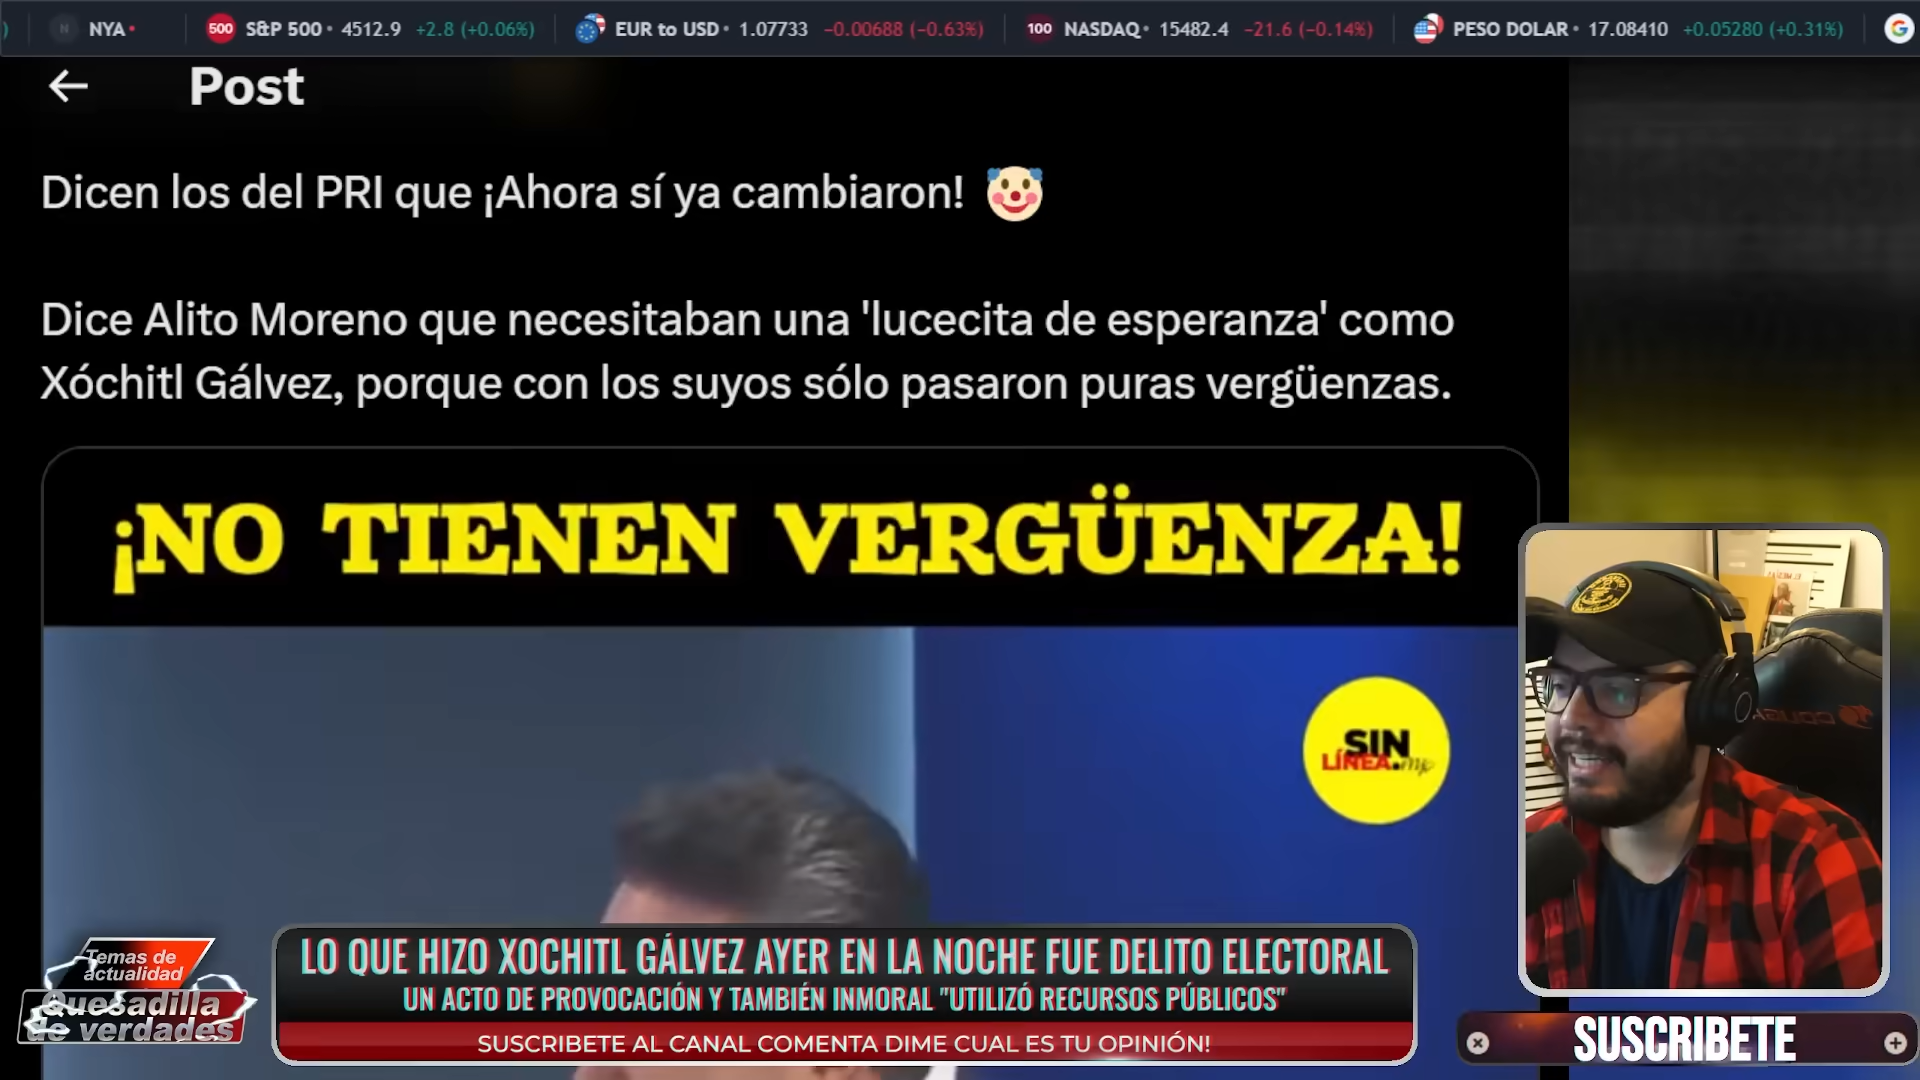 NYA
500 S&P 500 4512.9 +2.8 (+0.06%)
EUR to USD 1.07733 −0.00688 (−0.63%)
100 NASDAQ 15482.4 −21.6 (−0.14%)
PESO DOLAR 17.08410 +0.05280 (+0.31%)
Post
Dicen los del PRI que ¡Ahora sí ya cambiaron! 🤡
Dice Alito Moreno que necesitaban una 'lucecita de esperanza' como
Xóchitl Gálvez, porque con los suyos sólo pasaron puras vergüenzas.
¡NO TIENEN VERGÜENZA!
SIN
LÍNEA.mx
Temas de
actualidad
Quesadilla
de verdades
LO QUE HIZO XOCHITL GÁLVEZ AYER EN LA NOCHE FUE DELITO ELECTORAL
UN ACTO DE PROVOCACIÓN Y TAMBIÉN INMORAL "UTILIZÓ RECURSOS PÚBLICOS"
SUSCRIBETE AL CANAL COMENTA DIME CUAL ES TU OPINIÓN!
SUSCRIBETE